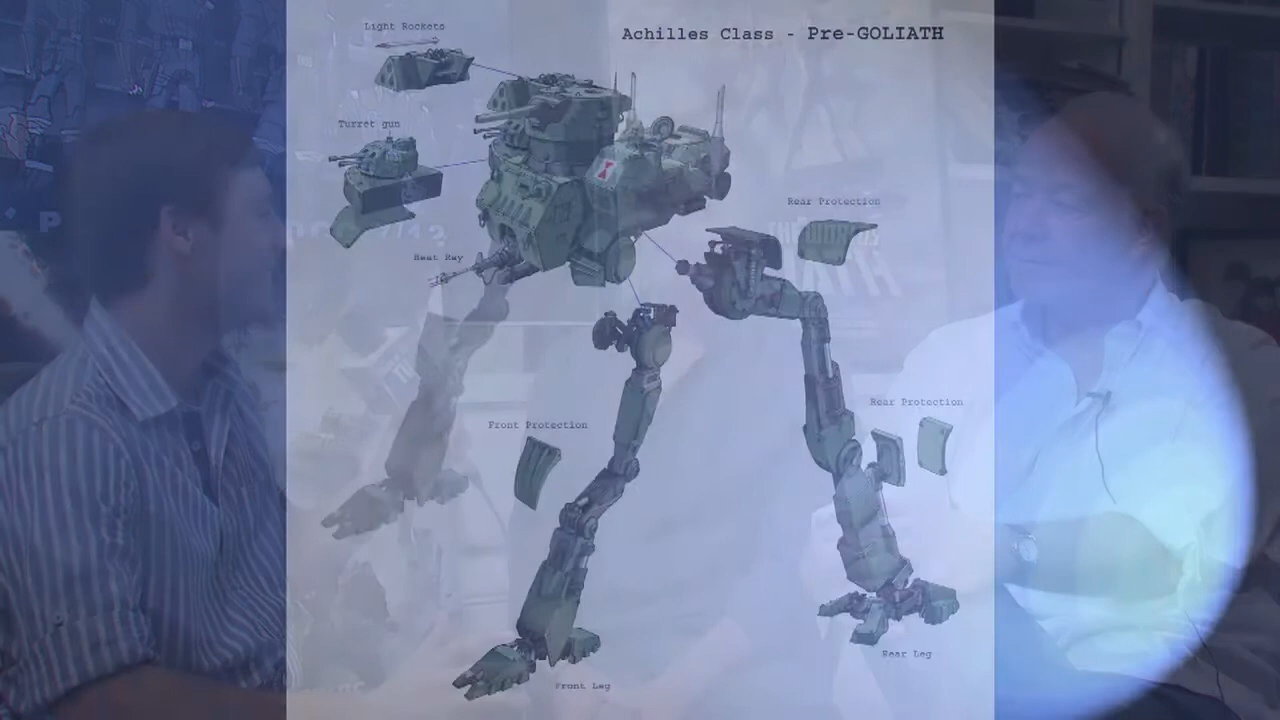 Light Rockets
Achilles Class - Pre-GOLIATH
Turret gun
Rear Protection
P
Heat Ray
Rear Protection
Front Protection
Rear Leg
Front Leg